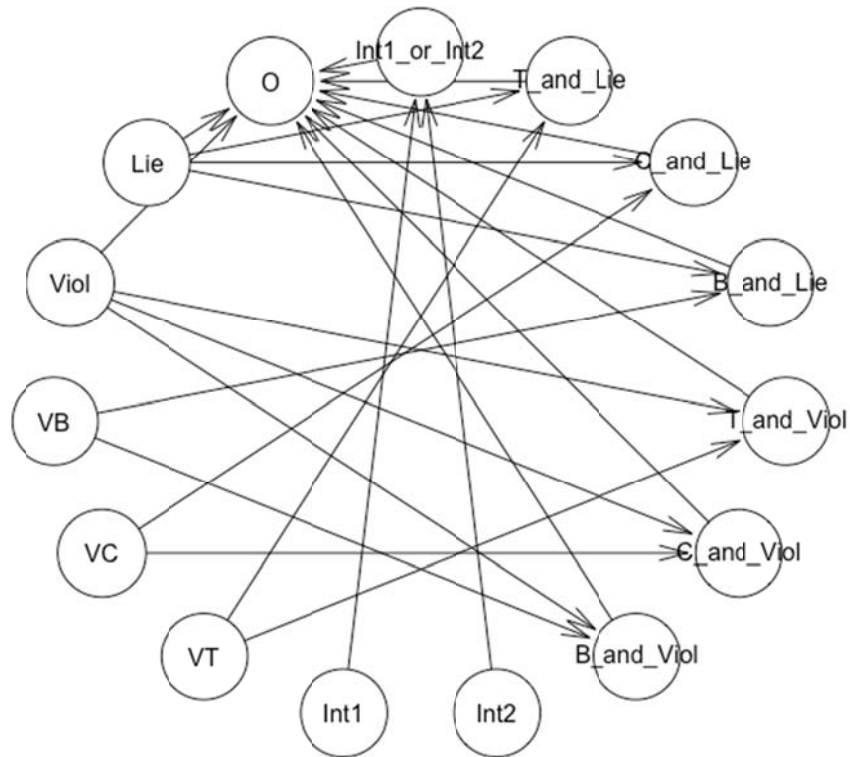 Int1_or_Int2
O
T_and_Lie
Lie
C_and_Lie
Viol
B_and_Lie
VB
T_and_Viol
VC
C_and_Viol
VT
B_and_Viol
Int1
Int2